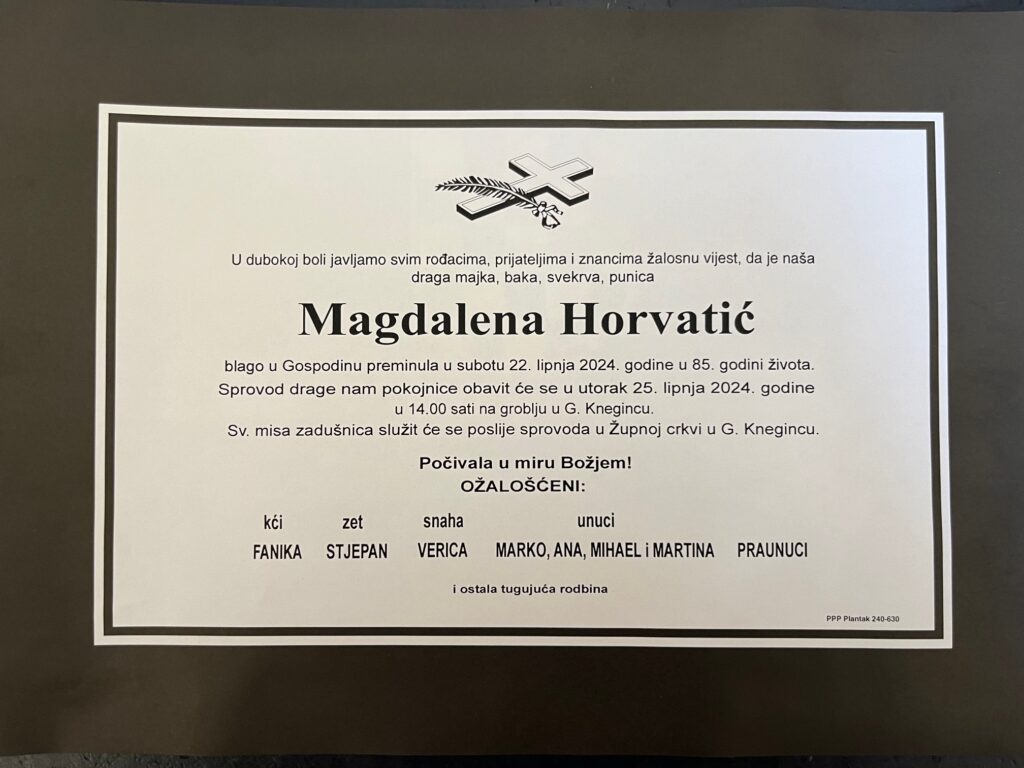 U dubokoj boli javljamo svim rođacima, prijateljima i znancima žalosnu vijest, da je naša
draga majka, baka, svekrva, punica
Magdalena Horvatić
blago u Gospodinu preminula u subotu 22. lipnja 2024. godine u 85. godini života.
Sprovod drage nam pokojnice obavit će se u utorak 25. lipnja 2024. godine
u 14.00 sati na groblju u G. Knegincu.
Sv. misa zadušnica služit će se poslije sprovoda u Župnoj crkvi u G. Knegincu.
Počivala u miru Božjem!
OŽALOŠĆENI:
kći zet snaha unuci
FANIKA STJEPAN VERICA MARKO, ANA, MIHAEL i MARTINA PRAUNUCI
i ostala tugujuća rodbina
PPP Plantak 240-630